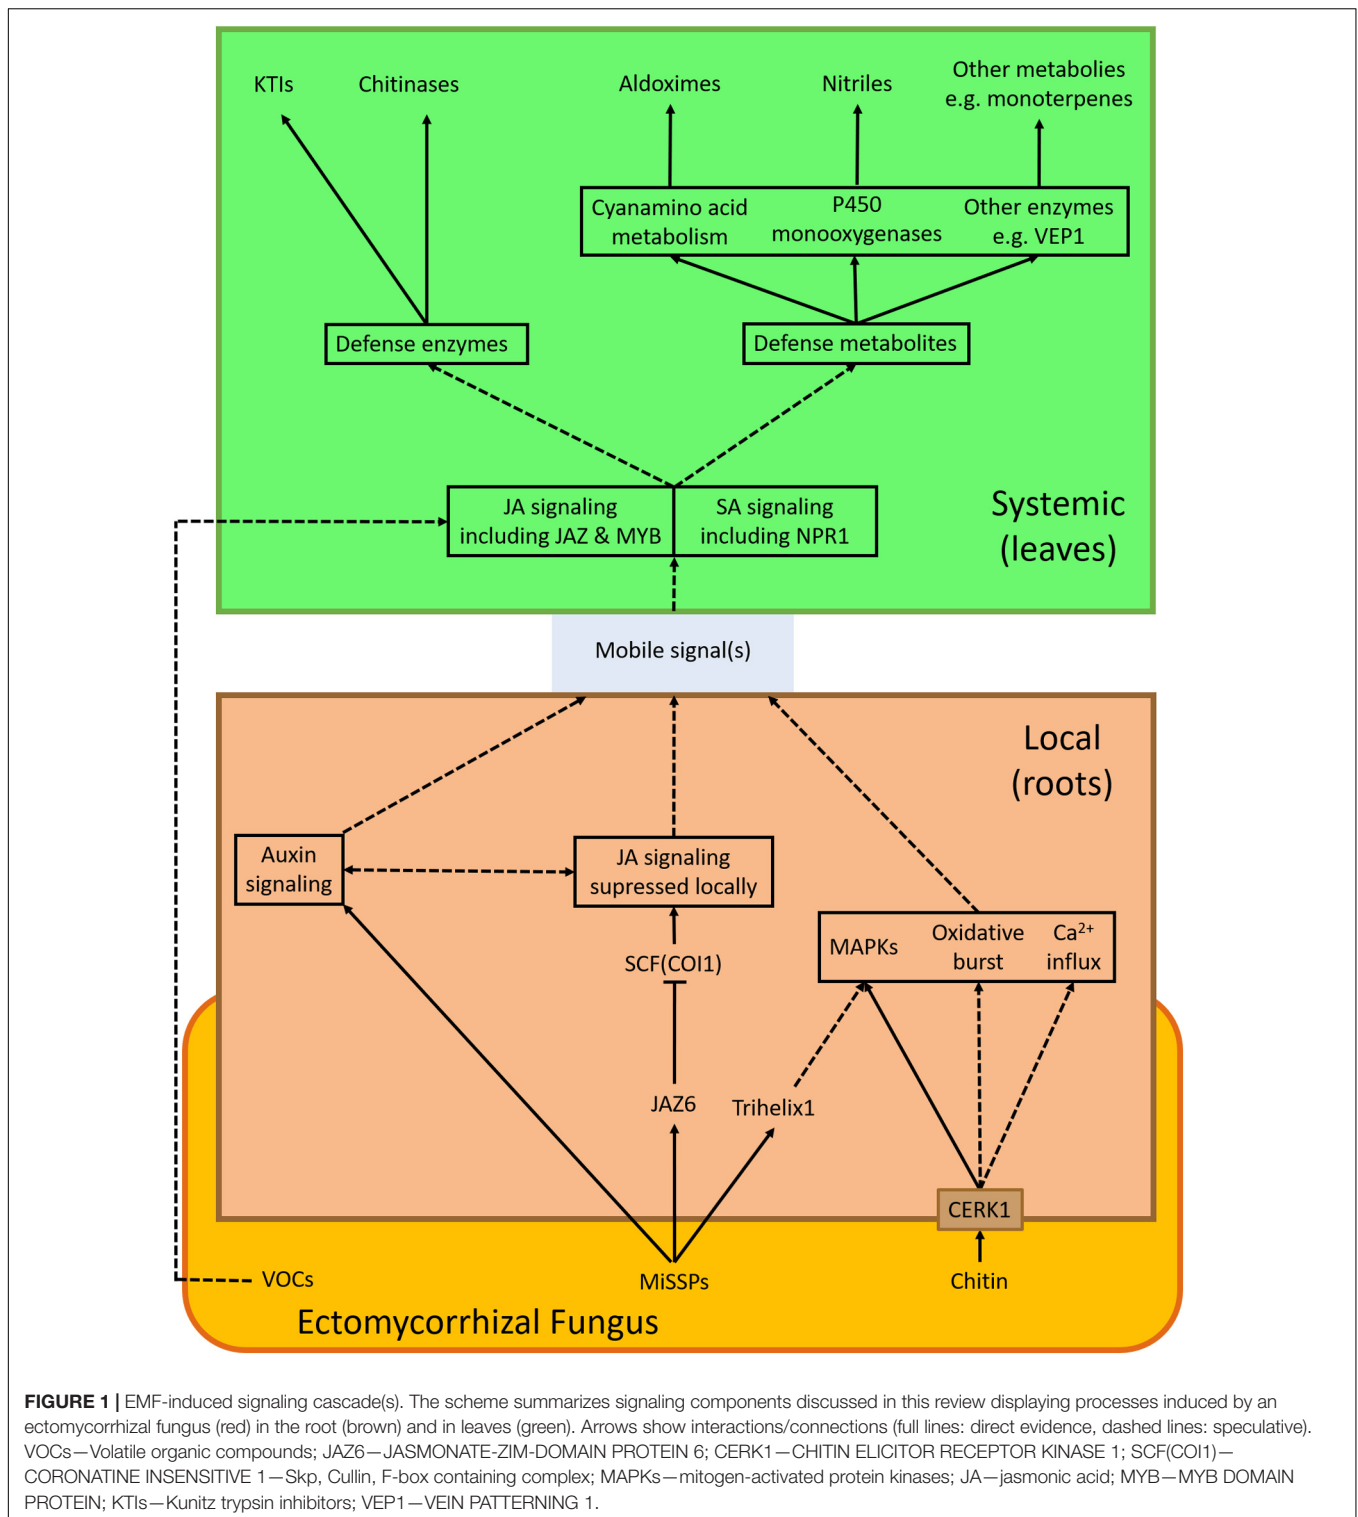 KTIs
Chitinases
Aldoximes
Nitriles
Other metabolies
e.g. monoterpenes
Cyanamino acid
metabolism
P450
monooxygenases
Other enzymes
e.g. VEP1
Defense enzymes
Defense metabolites
JA signaling
including JAZ & MYB
SA signaling
including NPR1
Systemic
(leaves)
Mobile signal(s)
Local
(roots)
Auxin
signaling
JA signaling
supressed locally
MAPKs
Oxidative
burst
Ca²⁺
influx
SCF(COI1)
JAZ6
Trihelix1
CERK1
VOCs
MiSSPs
Chitin
Ectomycorrhizal Fungus
FIGURE 1 | EMF-induced signaling cascade(s). The scheme summarizes signaling components discussed in this review displaying processes induced by an
ectomycorrhizal fungus (red) in the root (brown) and in leaves (green). Arrows show interactions/connections (full lines: direct evidence, dashed lines: speculative).
VOCs—Volatile organic compounds; JAZ6—JASMONATE-ZIM-DOMAIN PROTEIN 6; CERK1—CHITIN ELICITOR RECEPTOR KINASE 1; SCF(COI1)—
CORONATINE INSENSITIVE 1—Skp, Cullin, F-box containing complex; MAPKs—mitogen-activated protein kinases; JA—jasmonic acid; MYB—MYB DOMAIN
PROTEIN; KTIs—Kunitz trypsin inhibitors; VEP1—VEIN PATTERNING 1.